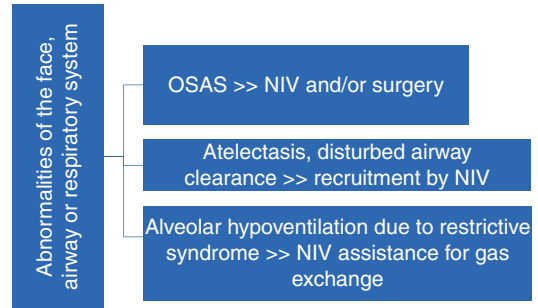 Abnormalities of the face,
airway or respiratory system
OSAS >> NIV and/or surgery
Atelectasis, disturbed airway
clearance >> recruitment by NIV
Alveolar hypoventilation due to restrictive
syndrome >> NIV assistance for gas
exchange